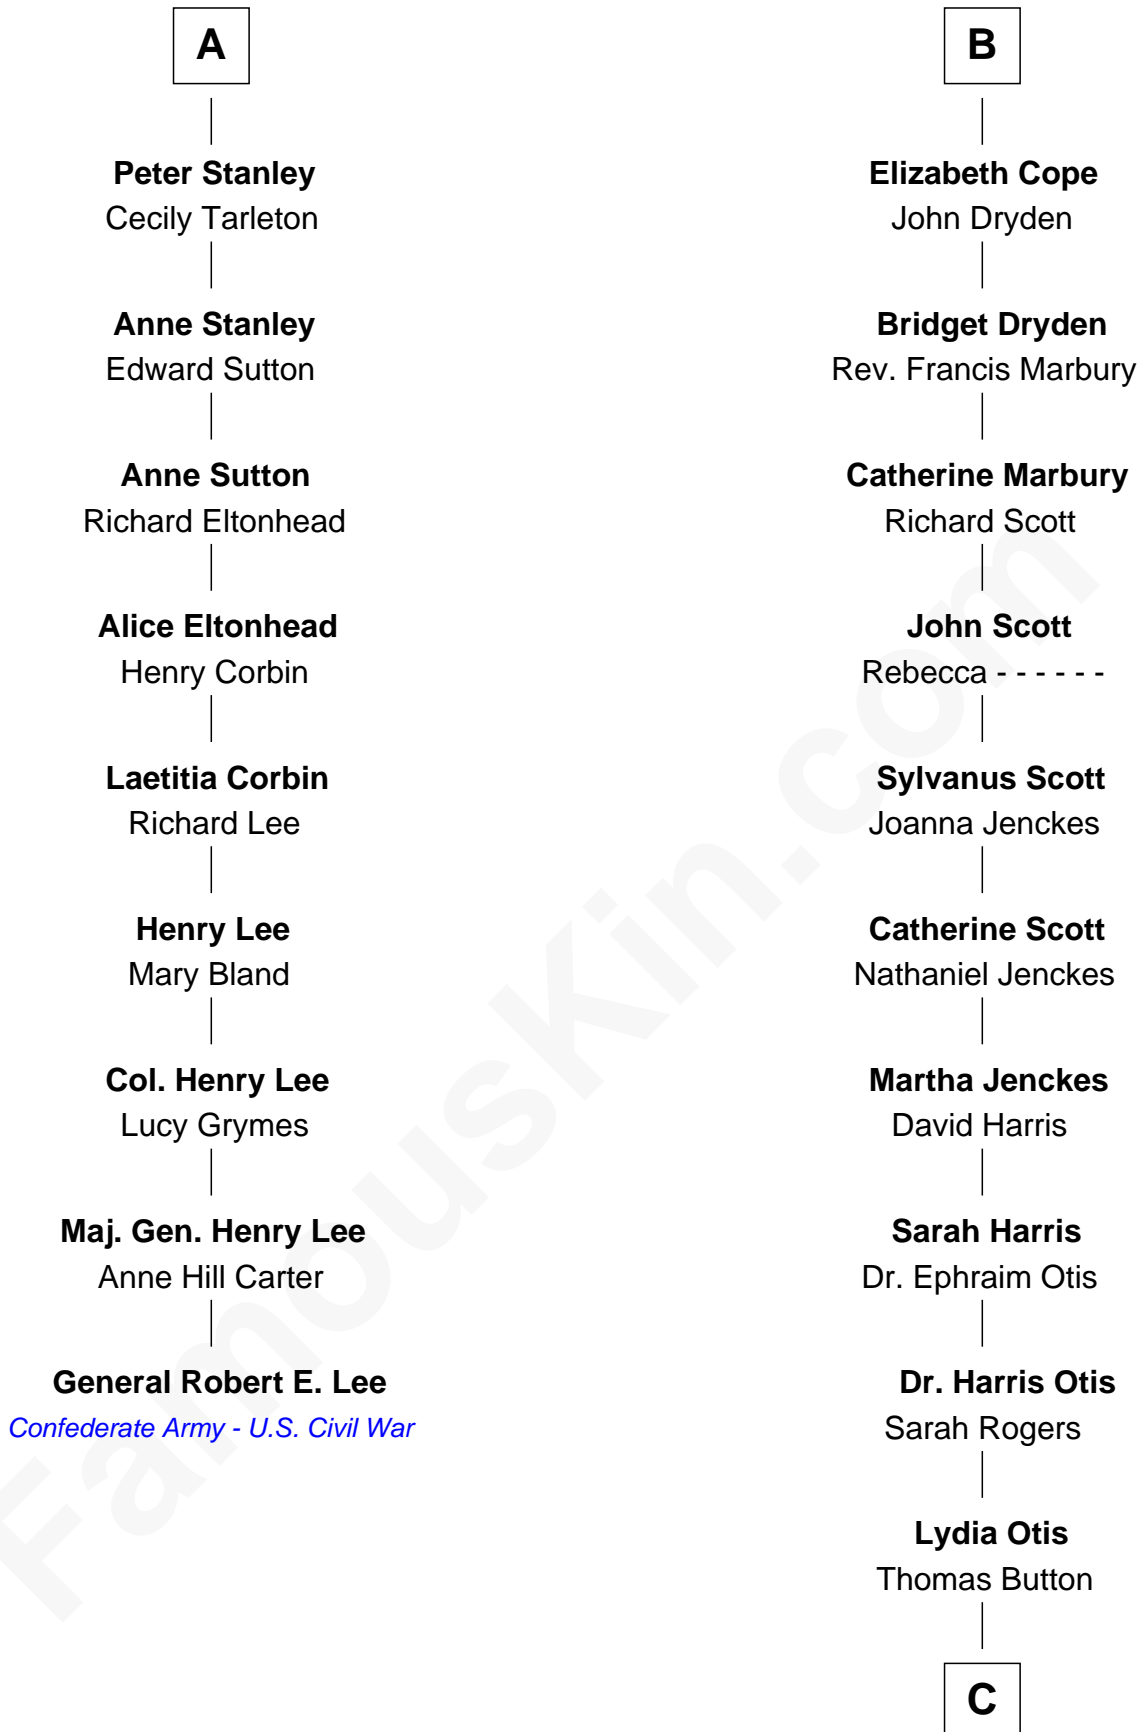 A
Peter Stanley
Cecily Tarleton
Anne Stanley
Edward Sutton
Anne Sutton
Richard Eltonhead
Alice Eltonhead
Henry Corbin
Laetitia Corbin
Richard Lee
Henry Lee
Mary Bland
Col. Henry Lee
Lucy Grymes
Maj. Gen. Henry Lee
Anne Hill Carter
General Robert E. Lee
Confederate Army - U.S. Civil War
B
Elizabeth Cope
John Dryden
Bridget Dryden
Rev. Francis Marbury
Catherine Marbury
Richard Scott
John Scott
Rebecca - - - - - -
Sylvanus Scott
Joanna Jenckes
Catherine Scott
Nathaniel Jenckes
Martha Jenckes
David Harris
Sarah Harris
Dr. Ephraim Otis
Dr. Harris Otis
Sarah Rogers
Lydia Otis
Thomas Button
C
FamousKin.com